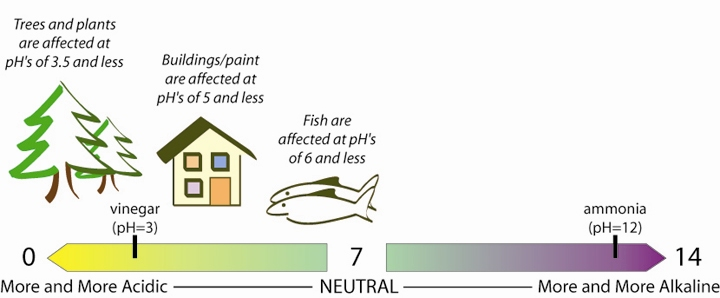 Trees and plants
are affected at
pH's of 3.5 and less
Buildings/paint
are affected at
pH's of 5 and less
Fish are
affected at pH's
of 6 and less
vinegar
(pH=3)
ammonia
(pH=12)
0
7
14
More and More Acidic
NEUTRAL
More and More Alkaline